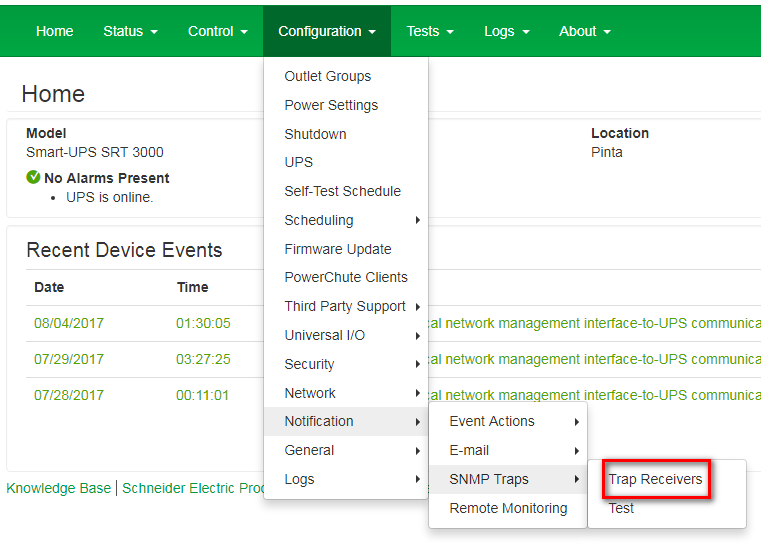 Home Status Control Configuration Tests Logs About
Home
Model
Smart-UPS SRT 3000
Location
Pinta
No Alarms Present
UPS is online.
Recent Device Events
Date Time
08/04/2017 01:30:05 cal network management interface-to-UPS communica
07/29/2017 03:27:25 cal network management interface-to-UPS communica
07/28/2017 00:11:01 cal network management interface-to-UPS communica
Knowledge Base | Schneider Electric Proc
Outlet Groups
Power Settings
Shutdown
UPS
Self-Test Schedule
Scheduling
Firmware Update
PowerChute Clients
Third Party Support
Universal I/O
Security
Network
Notification
General
Logs
Event Actions
E-mail
SNMP Traps
Remote Monitoring
Trap Receivers
Test